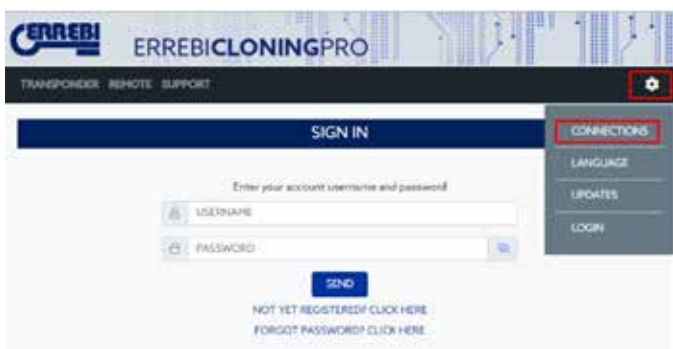 ERREBI
ERREBICLONINGPRO
TRANSPONDER REMOTE SUPPORT
SIGN IN
CONNECTIONS
LANGUAGE
UPDATES
LOGIN
Enter your account username and password
USERNAME
PASSWORD
SEND
NOT YET REGISTERED? CLICK HERE
FORGOT PASSWORD? CLICK HERE